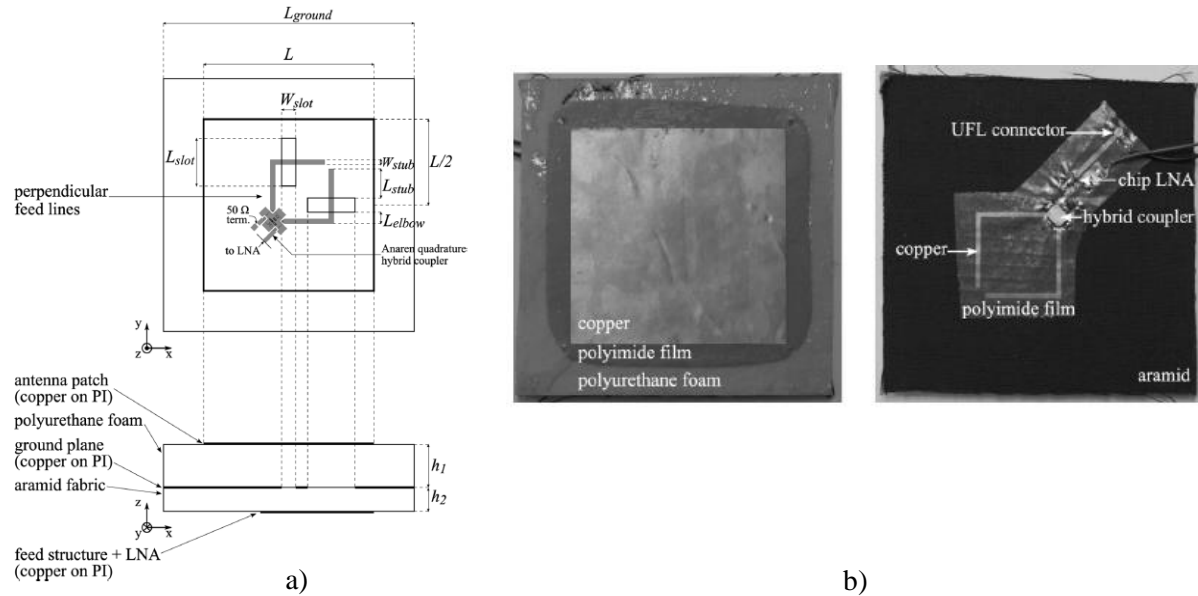 L_ground
L
W_slot
L_slot
L/2
W_stub
L_stub
L_elbow
perpendicular
feed lines
50 Ω
term.
to LNA
Anaren quadrature
hybrid coupler
y
z
x
antenna patch
(copper on PI)
polyurethane foam
ground plane
(copper on PI)
aramid fabric
h1
h2
z
y
x
feed structure + LNA
(copper on PI)
a)
copper
polyimide film
polyurethane foam
UFL connector
chip LNA
hybrid coupler
copper
polyimide film
aramid
b)